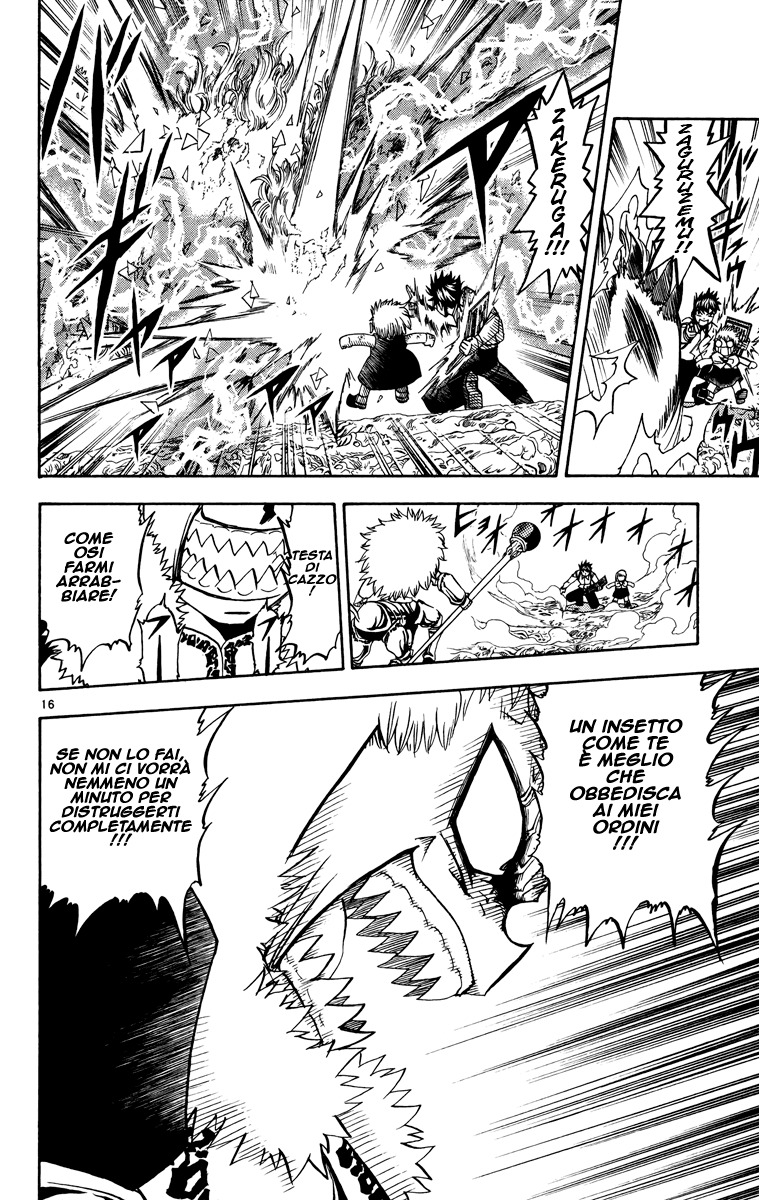 ZAGURUZEM!!
ZAKERUGA!!!
TESTA
DI
CAZZO
!
COME
OSI
FARMI
ARRAB-
BIARE!
UN INSETTO
COME TE
È MEGLIO
CHE
OBBEDISCA
AI MIEI
ORDINI
!!!
SE NON LO FAI,
NON MI CI VORRÀ
NEMMENO UN
MINUTO PER
DISTRUGGERTI
COMPLETAMENTE
!!!
16